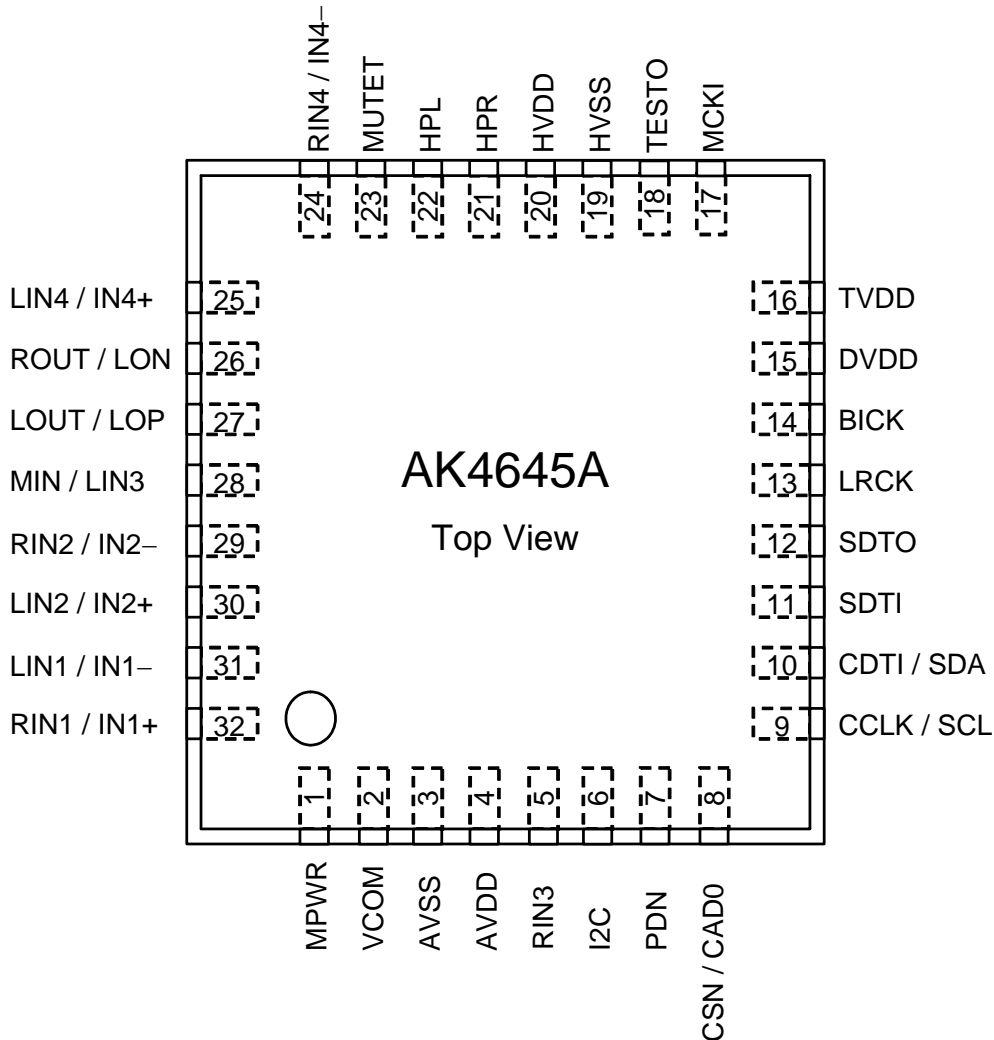 RIN4 / IN4−
MUTET
HPL
HPR
HVDD
HVSS
TESTO
MCKI
24
23
22
21
20
19
18
17
LIN4 / IN4+
25
16
TVDD
ROUT / LON
26
15
DVDD
LOUT / LOP
27
14
BICK
MIN / LIN3
28
AK4645A
13
LRCK
RIN2 / IN2−
29
Top View
12
SDTO
LIN2 / IN2+
30
11
SDTI
LIN1 / IN1−
31
10
CDTI / SDA
RIN1 / IN1+
32
9
CCLK / SCL
1
2
3
4
5
6
7
8
MPWR
VCOM
AVSS
AVDD
RIN3
I2C
PDN
CSN / CAD0